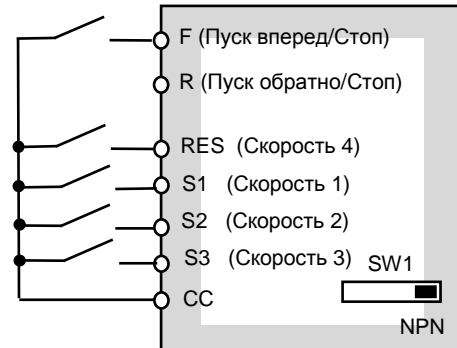 F (Пуск вперед/Стоп)
R (Пуск обратно/Стоп)
RES (Скорость 4)
S1 (Скорость 1)
S2 (Скорость 2)
S3 (Скорость 3)
SW1
CC
NPN